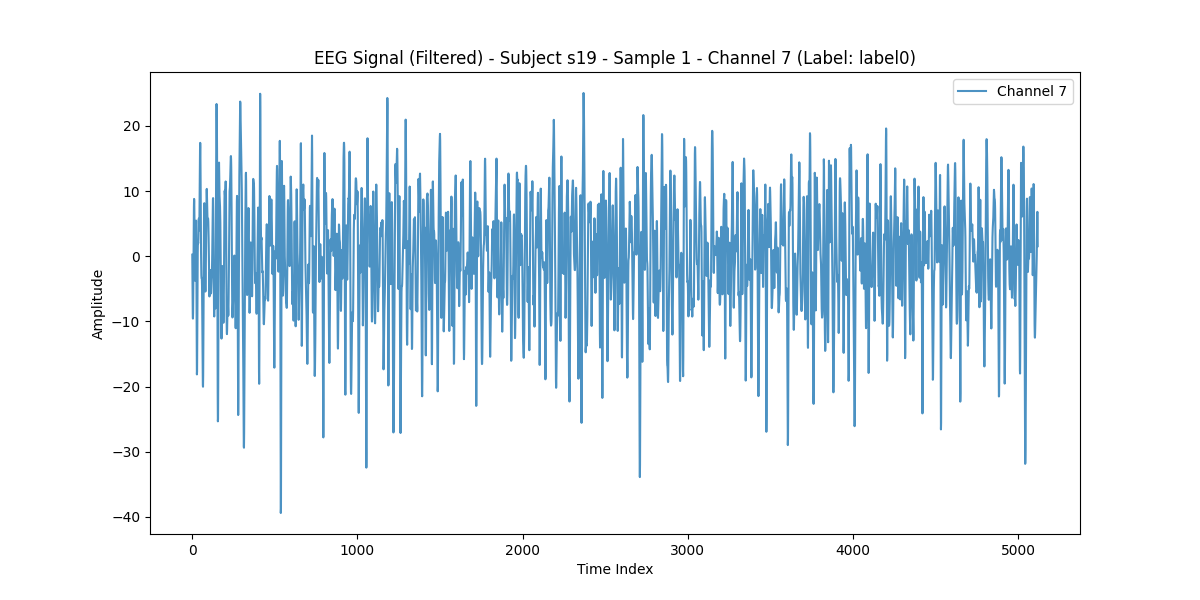 EEG Signal (Filtered) - Subject s19 - Sample 1 - Channel 7 (Label: label0)
Channel 7
20
10
0
−10
−20
−30
−40
Amplitude
0 1000 2000 3000 4000 5000
Time Index